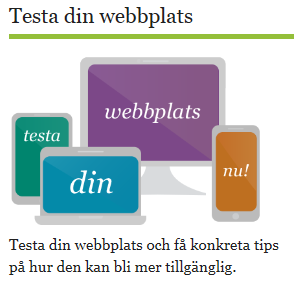 Testa din webbplats
testa
din
webbplats
nu!
Testa din webbplats och få konkreta tips
på hur den kan bli mer tillgänglig.